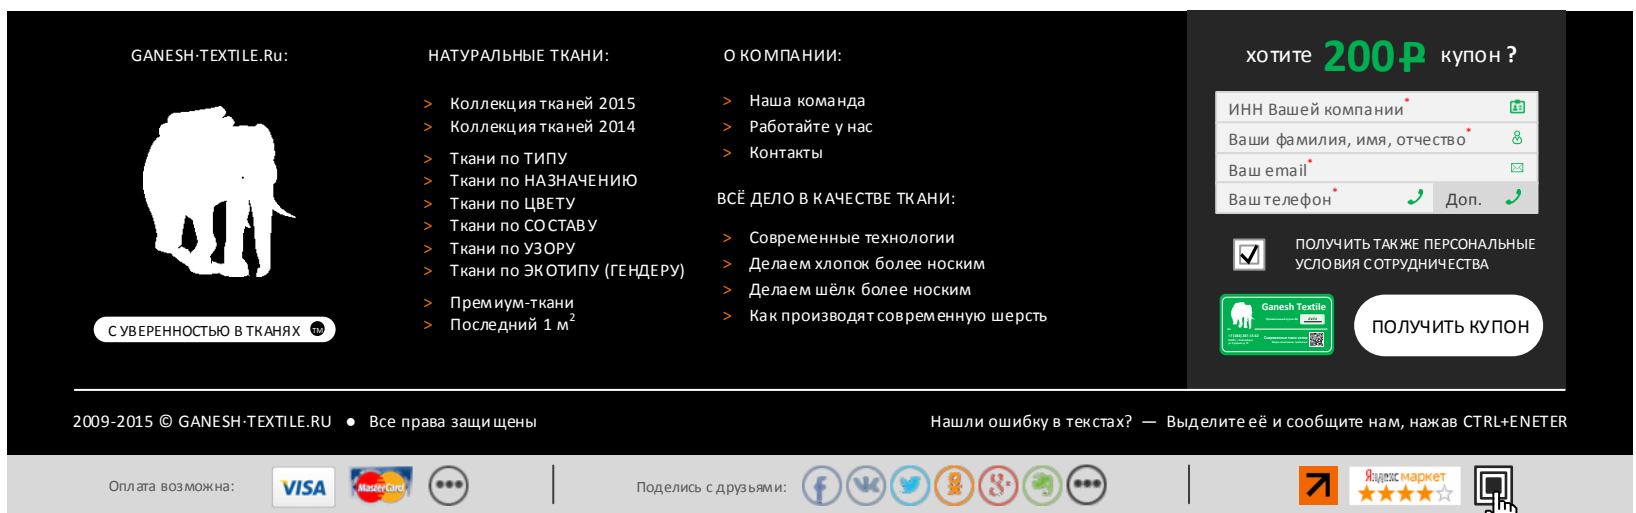 GANESH·TEXTILE.Ru:
С УВЕРЕННОСТЬЮ В ТКАНЯХ TM
НАТУРАЛЬНЫЕ ТКАНИ:
> Коллекция тканей 2015
> Коллекция тканей 2014
> Ткани по ТИПУ
> Ткани по НАЗНАЧЕНИЮ
> Ткани по ЦВЕТУ
> Ткани по СОСТАВУ
> Ткани по УЗОРУ
> Ткани по ЭКОТИПУ (ГЕНДЕРУ)
> Премиум-ткани
> Последний 1 м²
О КОМПАНИИ:
> Наша команда
> Работайте у нас
> Контакты
ВСЁ ДЕЛО В КАЧЕСТВЕ ТКАНИ:
> Современные технологии
> Делаем хлопок более носким
> Делаем шёлк более носким
> Как производят современную шерсть
хотите 200₽ купон ?
ИНН Вашей компании*
Ваши фамилия, имя, отчество*
Ваш email*
Ваш телефон* Доп.
ПОЛУЧИТЬ ТАКЖЕ ПЕРСОНАЛЬНЫЕ
УСЛОВИЯ СОТРУДНИЧЕСТВА
Ganesh Textile
ПОЛУЧИТЬ КУПОН
2009-2015 © GANESH·TEXTILE.RU ● Все права защищены
Нашли ошибку в текстах? — Выделите её и сообщите нам, нажав CTRL+ENETER
Оплата возможна: VISA MasterCard
Поделись с друзьями:
Яндекс маркет